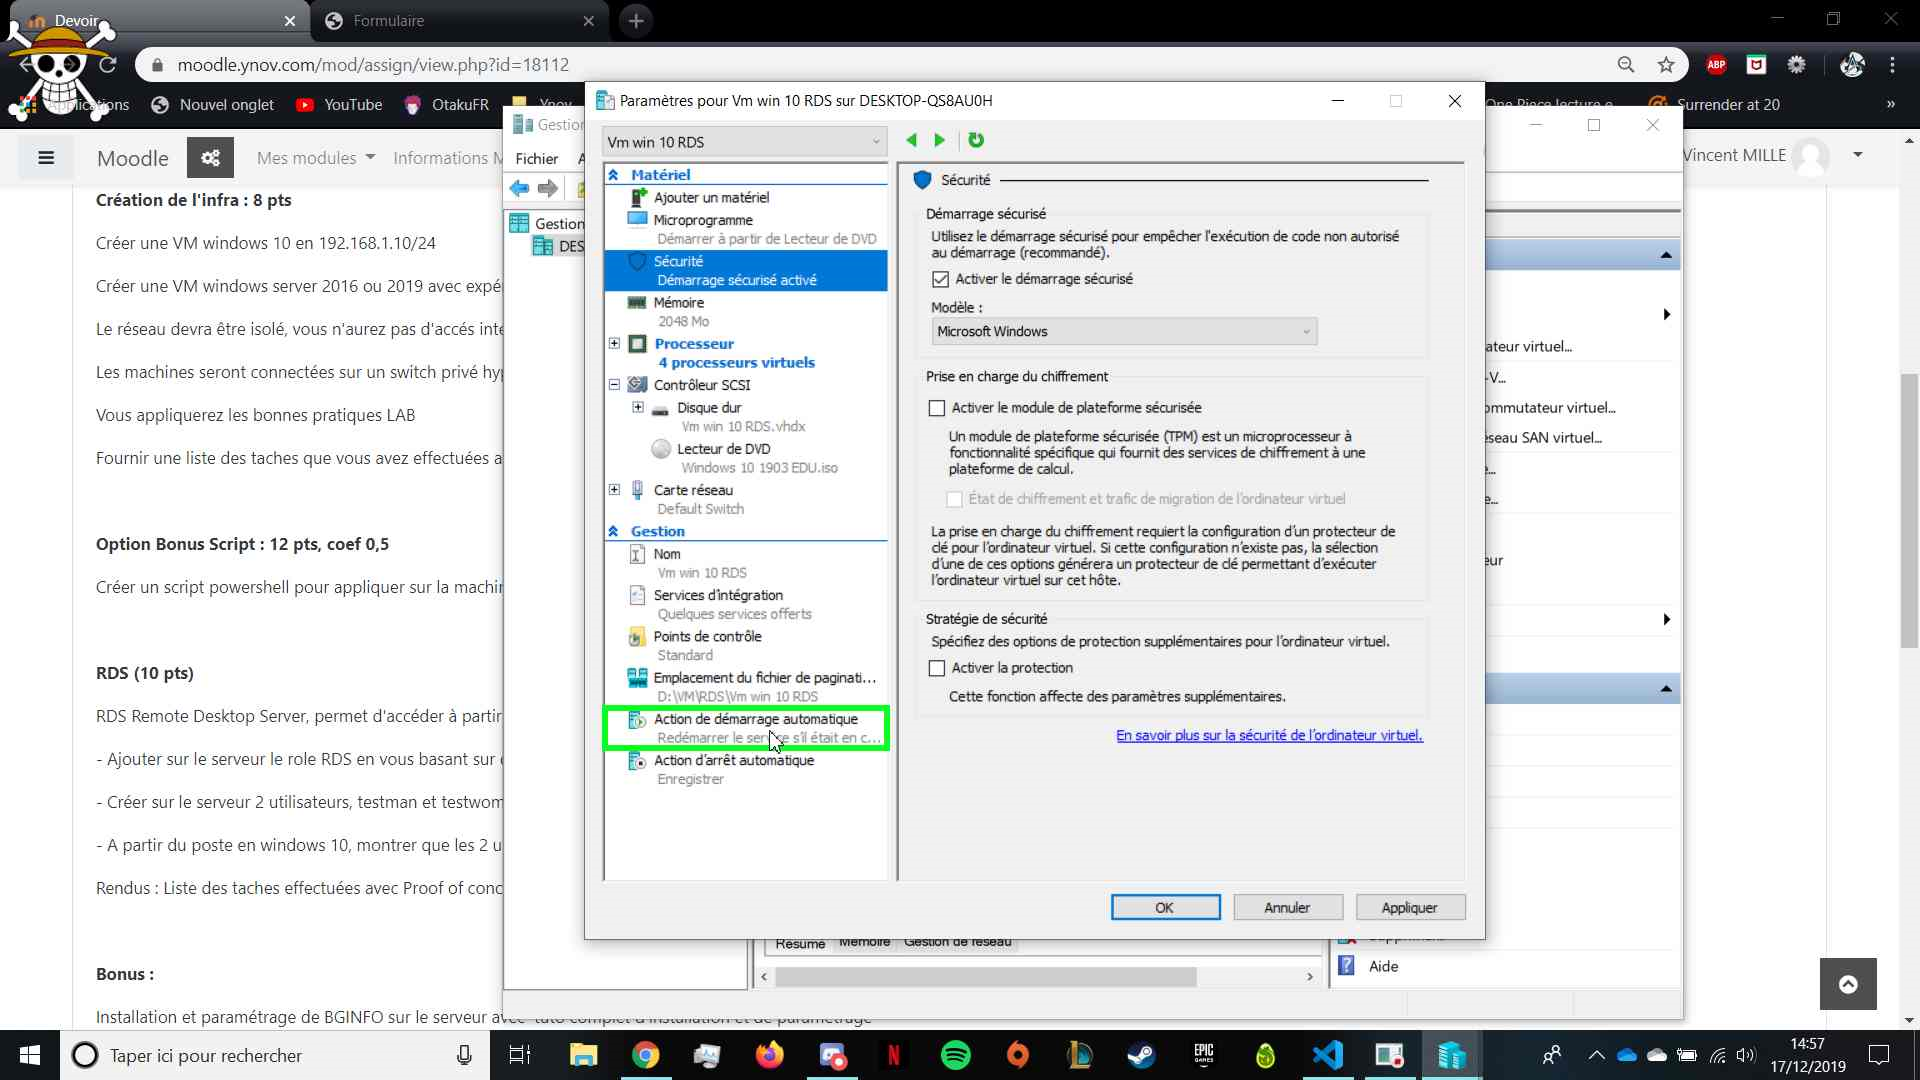 Devoir
Formulaire
moodle.ynov.com/mod/assign/view.php?id=18112
ABP
Applications
Nouvel onglet
YouTube
OtakuFR
Ynov
One Piece lecture e
Surrender at 20
»
Moodle
Mes modules
Informations M
Vincent MILLE
Création de l'infra : 8 pts
Créer une VM windows 10 en 192.168.1.10/24
Créer une VM windows server 2016 ou 2019 avec expé
Le réseau devra être isolé, vous n'aurez pas d'accés inte
Les machines seront connectées sur un switch privé hyp
Vous appliquerez les bonnes pratiques LAB
Fournir une liste des taches que vous avez effectuées a
Option Bonus Script : 12 pts, coef 0,5
Créer un script powershell pour appliquer sur la machin
RDS (10 pts)
RDS Remote Desktop Server, permet d'accéder à partir
- Ajouter sur le serveur le role RDS en vous basant sur
- Créer sur le serveur 2 utilisateurs, testman et testwom
- A partir du poste en windows 10, montrer que les 2 u
Rendus : Liste des taches effectuées avec Proof of conc
Bonus :
Installation et paramétrage de BGINFO sur le serveur avec tuto complet d'installation et de paramétrage
Gestion
Fichier
A
Gestion
DES
Paramètres pour Vm win 10 RDS sur DESKTOP-QS8AU0H
Vm win 10 RDS
Matériel
Ajouter un matériel
Microprogramme
Démarrer à partir de Lecteur de DVD
Sécurité
Démarrage sécurisé activé
Mémoire
2048 Mo
Processeur
4 processeurs virtuels
Contrôleur SCSI
Disque dur
Vm win 10 RDS.vhdx
Lecteur de DVD
Windows 10 1903 EDU.iso
Carte réseau
Default Switch
Gestion
Nom
Vm win 10 RDS
Services d'intégration
Quelques services offerts
Points de contrôle
Standard
Emplacement du fichier de paginati...
D:\VM\RDS\Vm win 10 RDS
Action de démarrage automatique
Redémarrer le service s'il était en c...
Action d'arrêt automatique
Enregistrer
Sécurité
Démarrage sécurisé
Utilisez le démarrage sécurisé pour empêcher l'exécution de code non autorisé
au démarrage (recommandé).
Activer le démarrage sécurisé
Modèle :
Microsoft Windows
Prise en charge du chiffrement
Activer le module de plateforme sécurisée
Un module de plateforme sécurisée (TPM) est un microprocesseur à
fonctionnalité spécifique qui fournit des services de chiffrement à une
plateforme de calcul.
État de chiffrement et trafic de migration de l'ordinateur virtuel
La prise en charge du chiffrement requiert la configuration d'un protecteur de
clé pour l'ordinateur virtuel. Si cette configuration n'existe pas, la sélection
d'une de ces options générera un protecteur de clé permettant d'exécuter
l'ordinateur virtuel sur cet hôte.
Stratégie de sécurité
Spécifiez des options de protection supplémentaires pour l'ordinateur virtuel.
Activer la protection
Cette fonction affecte des paramètres supplémentaires.
En savoir plus sur la sécurité de l'ordinateur virtuel.
OK
Annuler
Appliquer
ateur virtuel...
-V...
ommutateur virtuel...
éseau SAN virtuel...
e...
e...
eur
Résumé
Mémoire
Gestion de réseau
Aide
Taper ici pour rechercher
EPIC
GAMES
14:57
17/12/2019